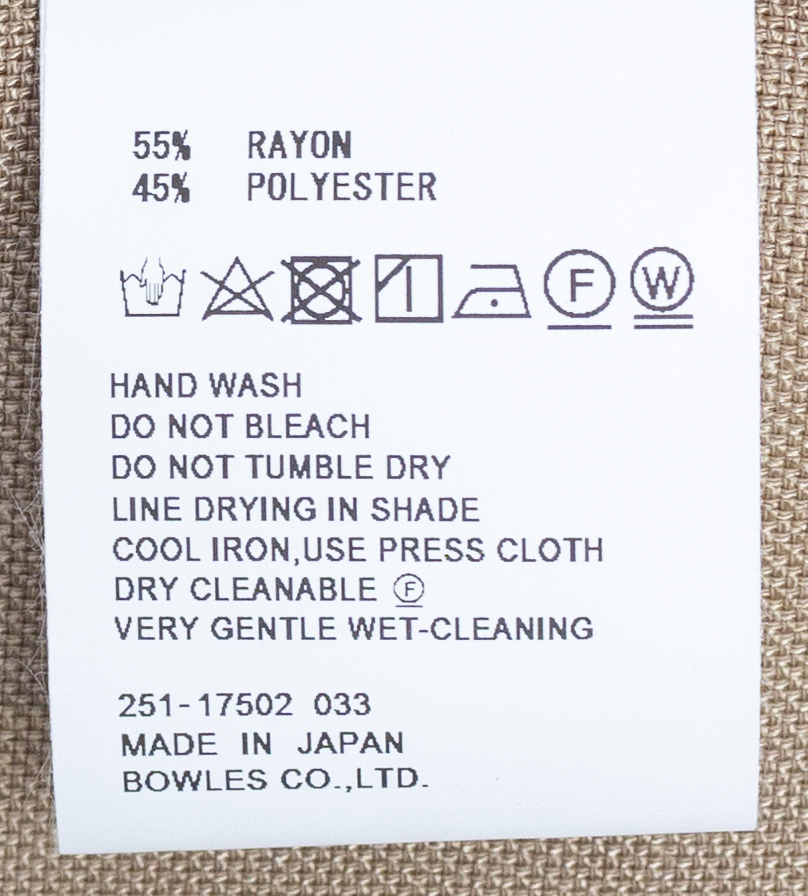 55% RAYON
45% POLYESTER
F W
HAND WASH
DO NOT BLEACH
DO NOT TUMBLE DRY
LINE DRYING IN SHADE
COOL IRON,USE PRESS CLOTH
DRY CLEANABLE Ⓕ
VERY GENTLE WET-CLEANING
251-17502 033
MADE IN JAPAN
BOWLES CO.,LTD.